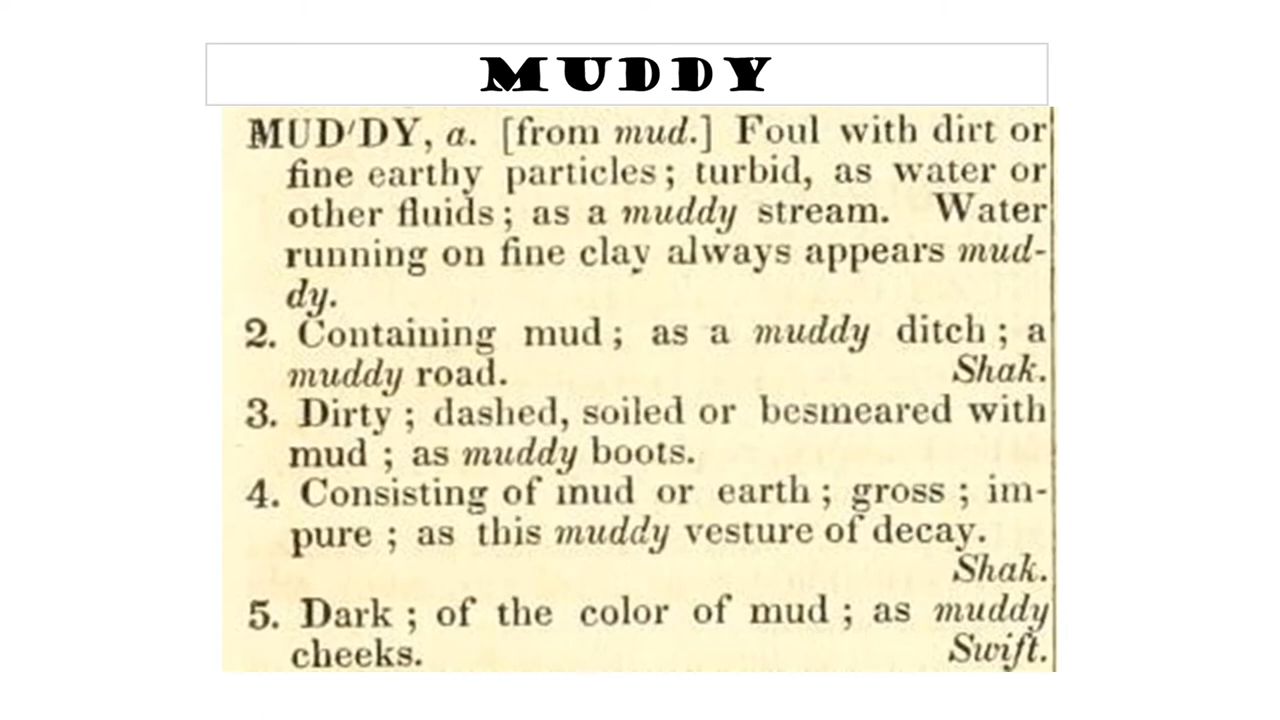 MUDDY
MUD'DY, a. [from mud.] Foul with dirt or
fine earthy particles; turbid, as water or
other fluids; as a muddy stream. Water
running on fine clay always appears mud-
dy.
2. Containing mud; as a muddy ditch; a
muddy road. Shak.
3. Dirty; dashed, soiled or besmeared with
mud; as muddy boots.
4. Consisting of mud or earth; gross; im-
pure; as this muddy vesture of decay.
Shak.
5. Dark; of the color of mud; as muddy
cheeks. Swift.